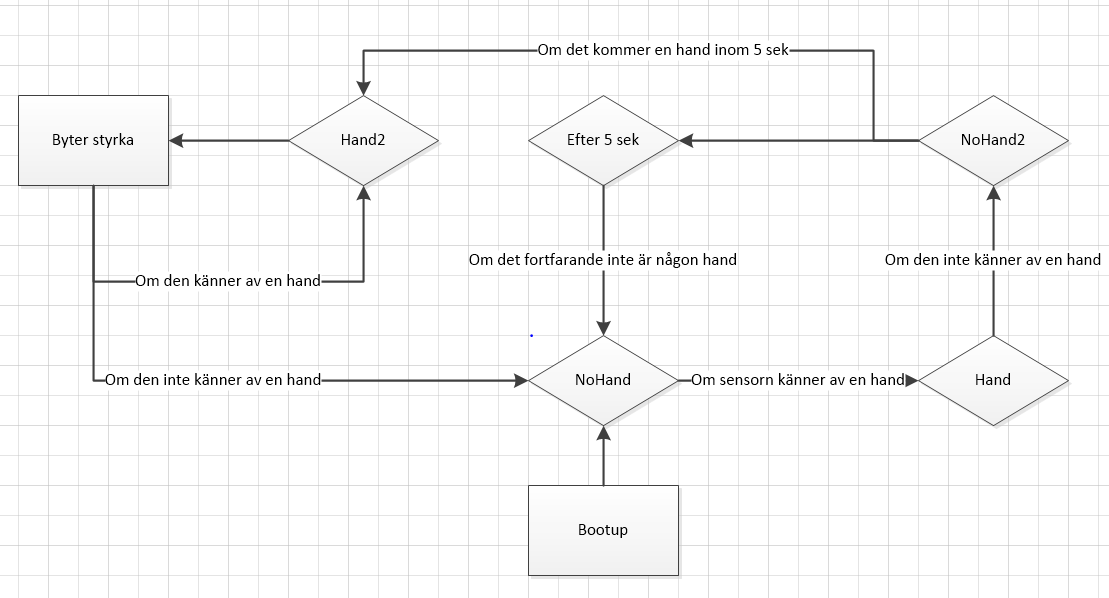 Om det kommer en hand inom 5 sek
Byter styrka
Hand2
Efter 5 sek
NoHand2
Om det fortfarande inte är någon hand
Om den inte känner av en hand
Om den känner av en hand
Om den inte känner av en hand
NoHand
Om sensorn känner av en hand
Hand
Bootup